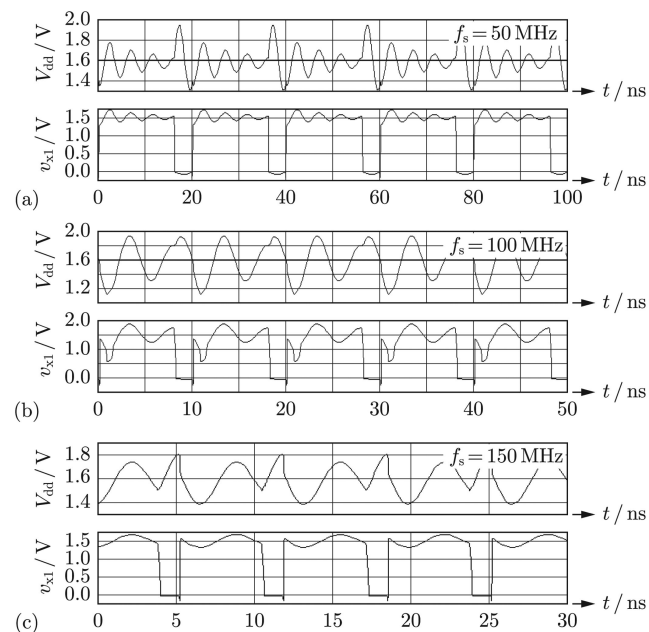 2.0
1.8
1.6
1.4
V_dd / V
f_s = 50 MHz
t / ns
1.5
1.0
0.5
0.0
v_x1 / V
t / ns
(a)
0 20 40 60 80 100
2.0
1.6
1.2
V_dd / V
f_s = 100 MHz
t / ns
2.0
1.0
0.0
v_x1 / V
t / ns
(b)
0 10 20 30 40 50
1.8
1.6
1.4
V_dd / V
f_s = 150 MHz
t / ns
1.5
1.0
0.5
0.0
v_x1 / V
t / ns
(c)
0 5 10 15 20 25 30